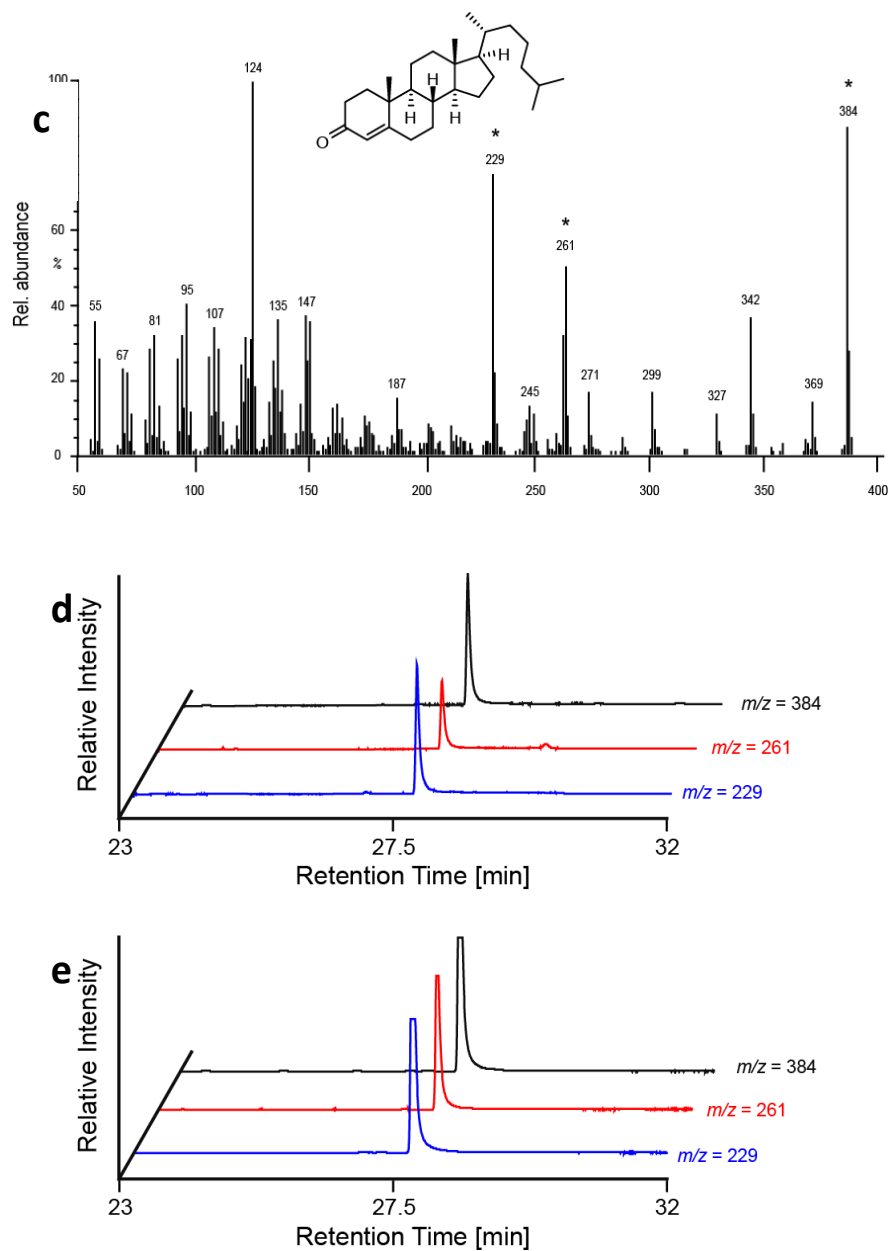 c
Rel. abundance
%
100
60
40
20
0
124
O
H
H
H
H
*
229
*
261
*
384
55
67
81
95
107
135
147
187
245
271
299
327
342
369
50
100
150
200
250
300
350
400
d
Relative Intensity
m/z = 384
m/z = 261
m/z = 229
23
27.5
32
Retention Time [min]
e
Relative Intensity
m/z = 384
m/z = 261
m/z = 229
23
27.5
32
Retention Time [min]